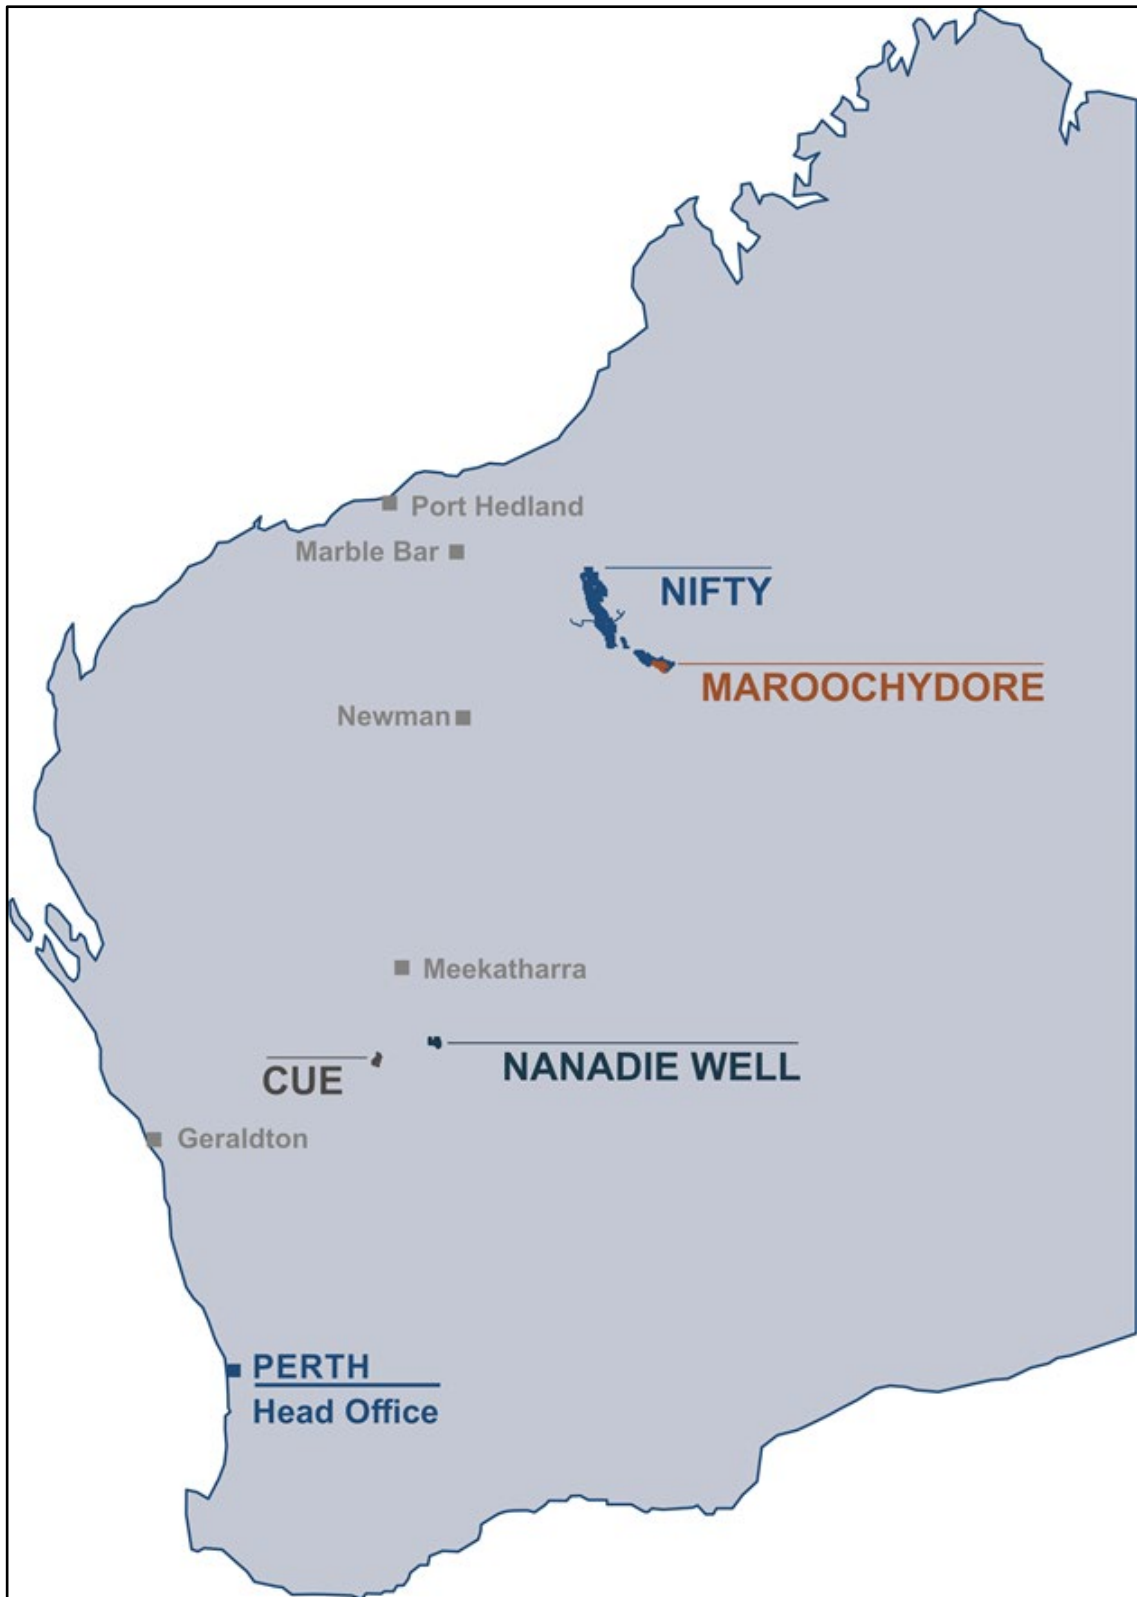 Port Hedland
Marble Bar
NIFTY
MAROOCHYDORE
Newman
Meekatharra
NANADIE WELL
CUE
Geraldton
PERTH
Head Office